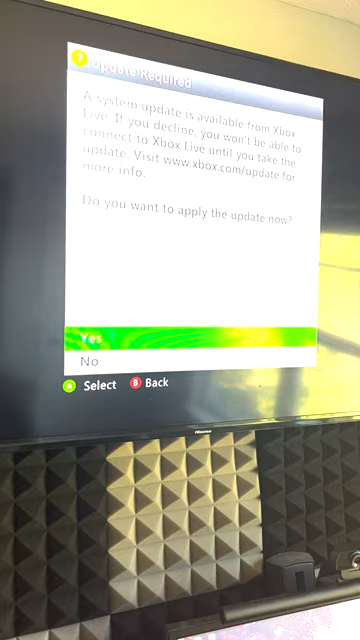 Update Required
A system update is available from Xbox
Live. If you decline, you won't be able to
connect to Xbox Live until you take the
update. Visit www.xbox.com/update for
more info.
Do you want to apply the update now?
Yes
No
A Select B Back
Hisense